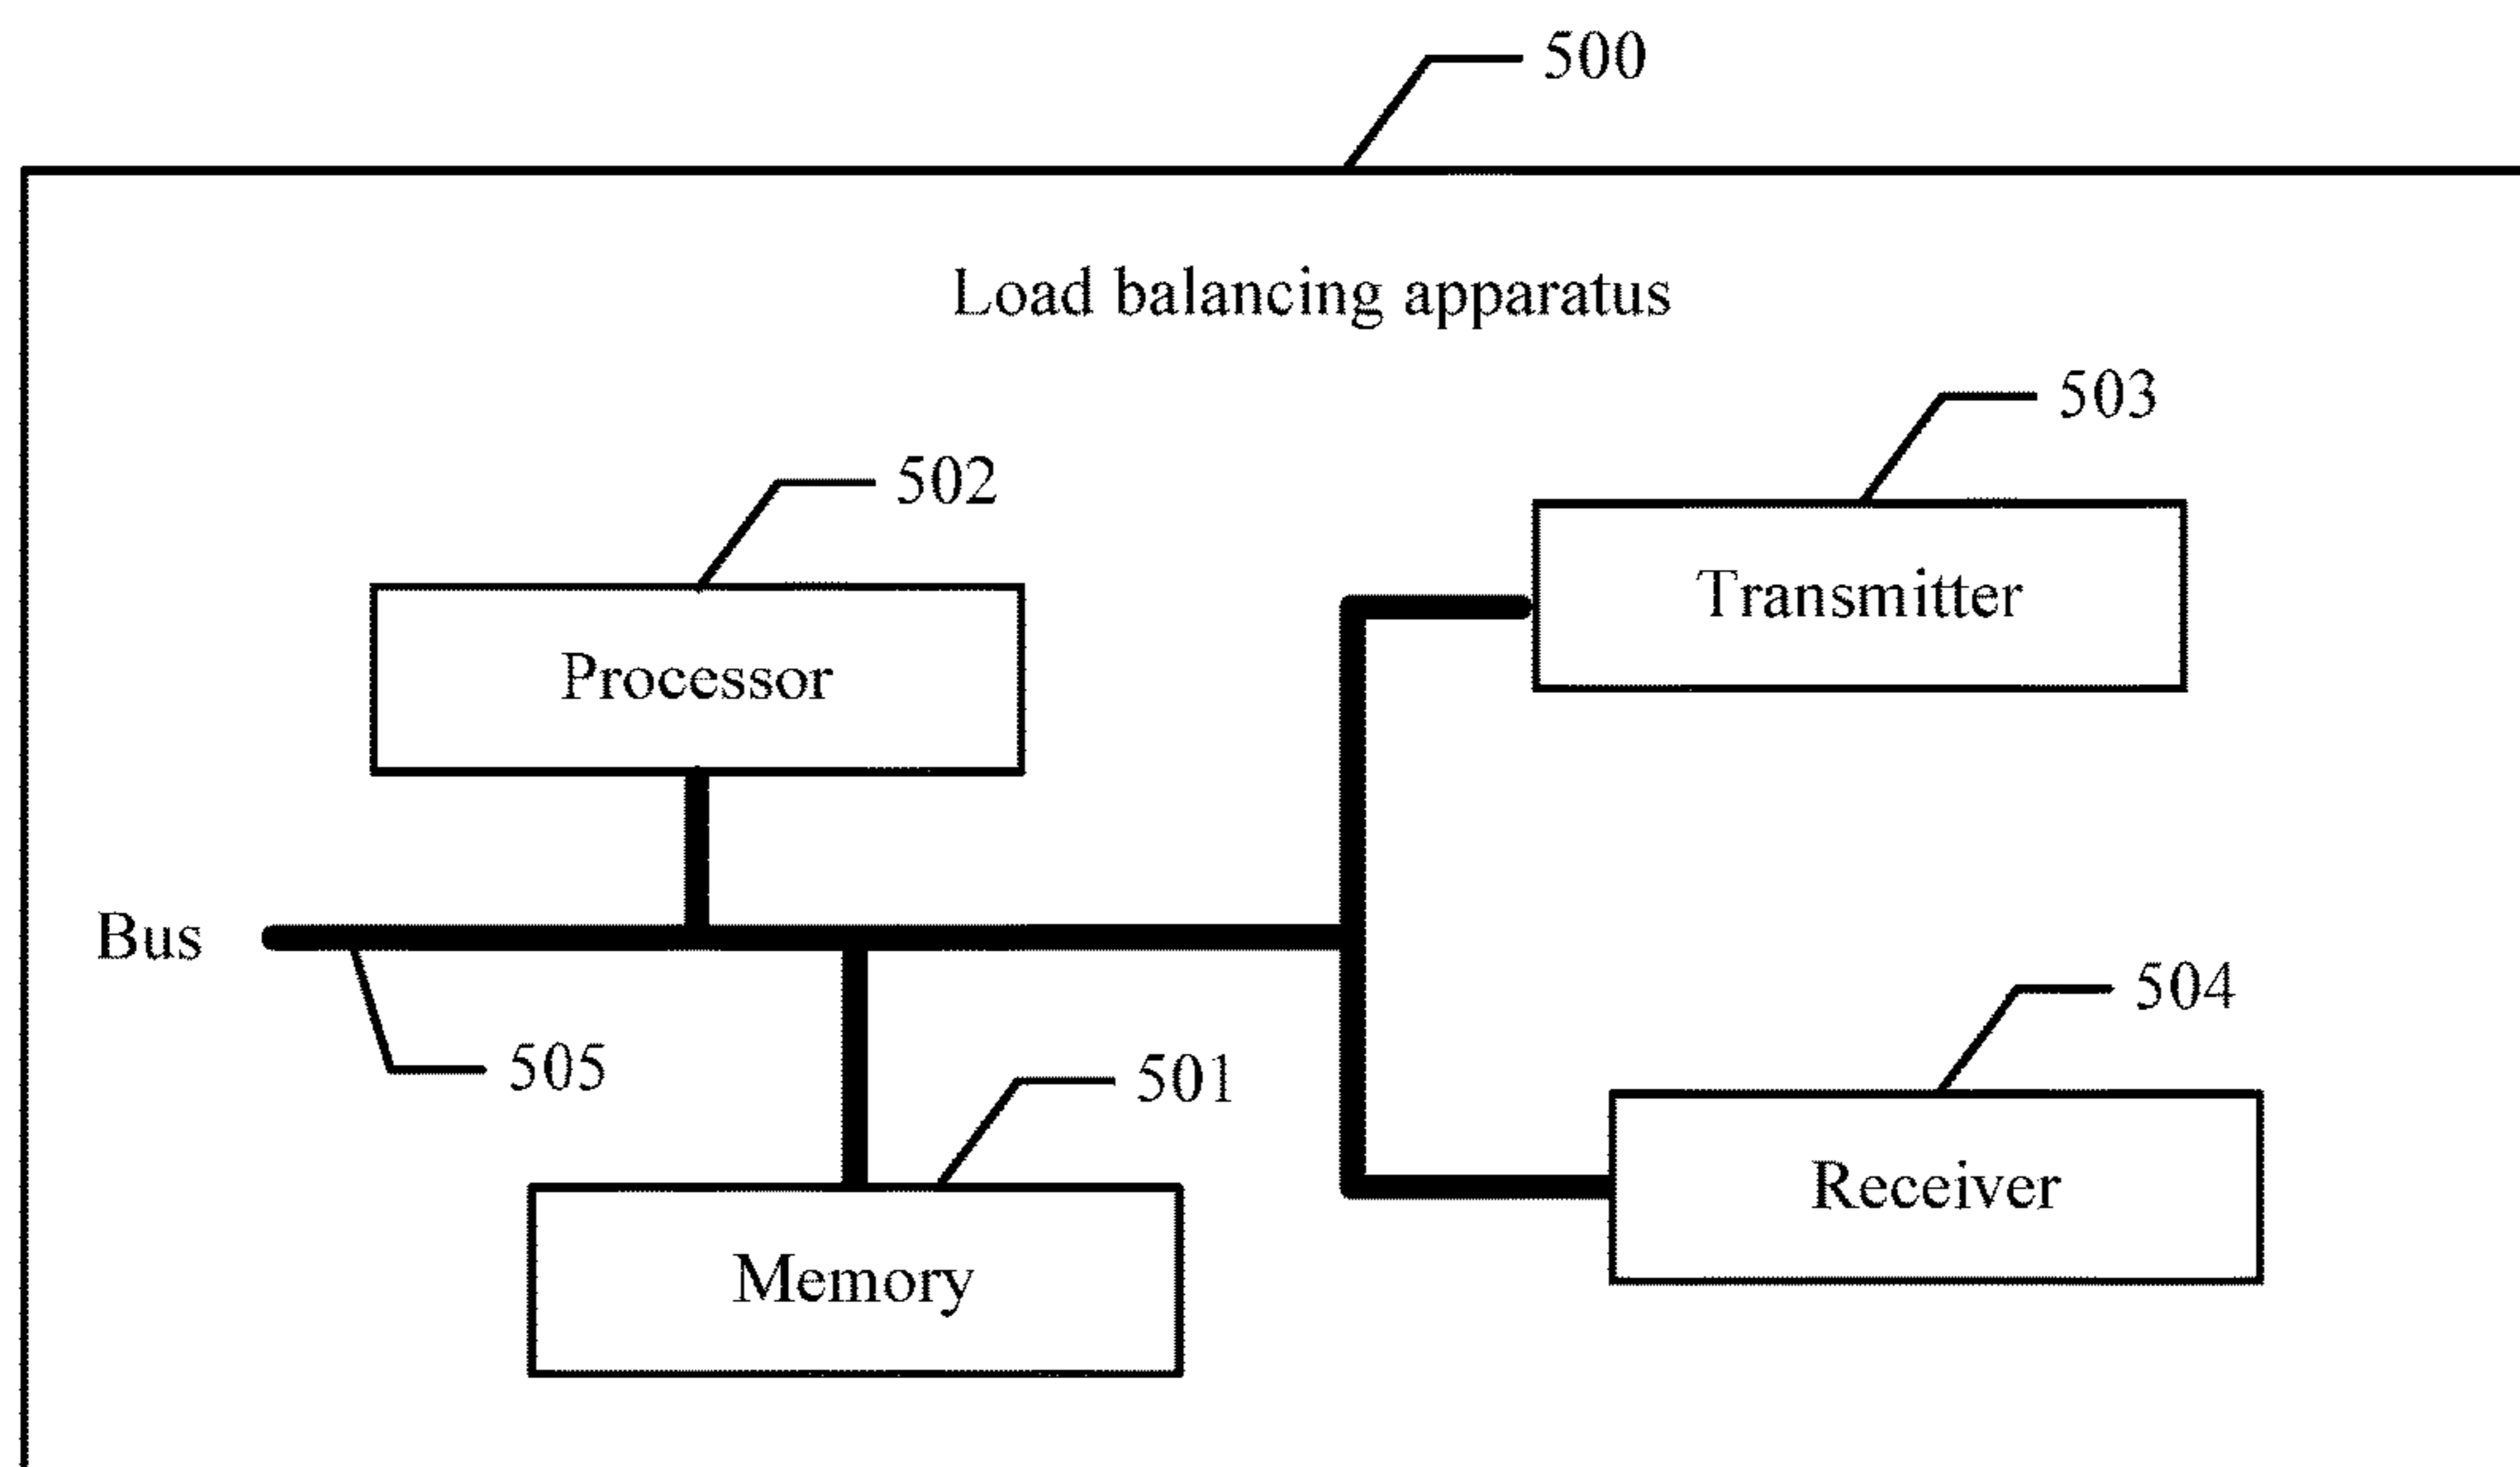 500
Load balancing apparatus
503
502
Transmitter
Processor
Bus
504
505
501
Receiver
Memory